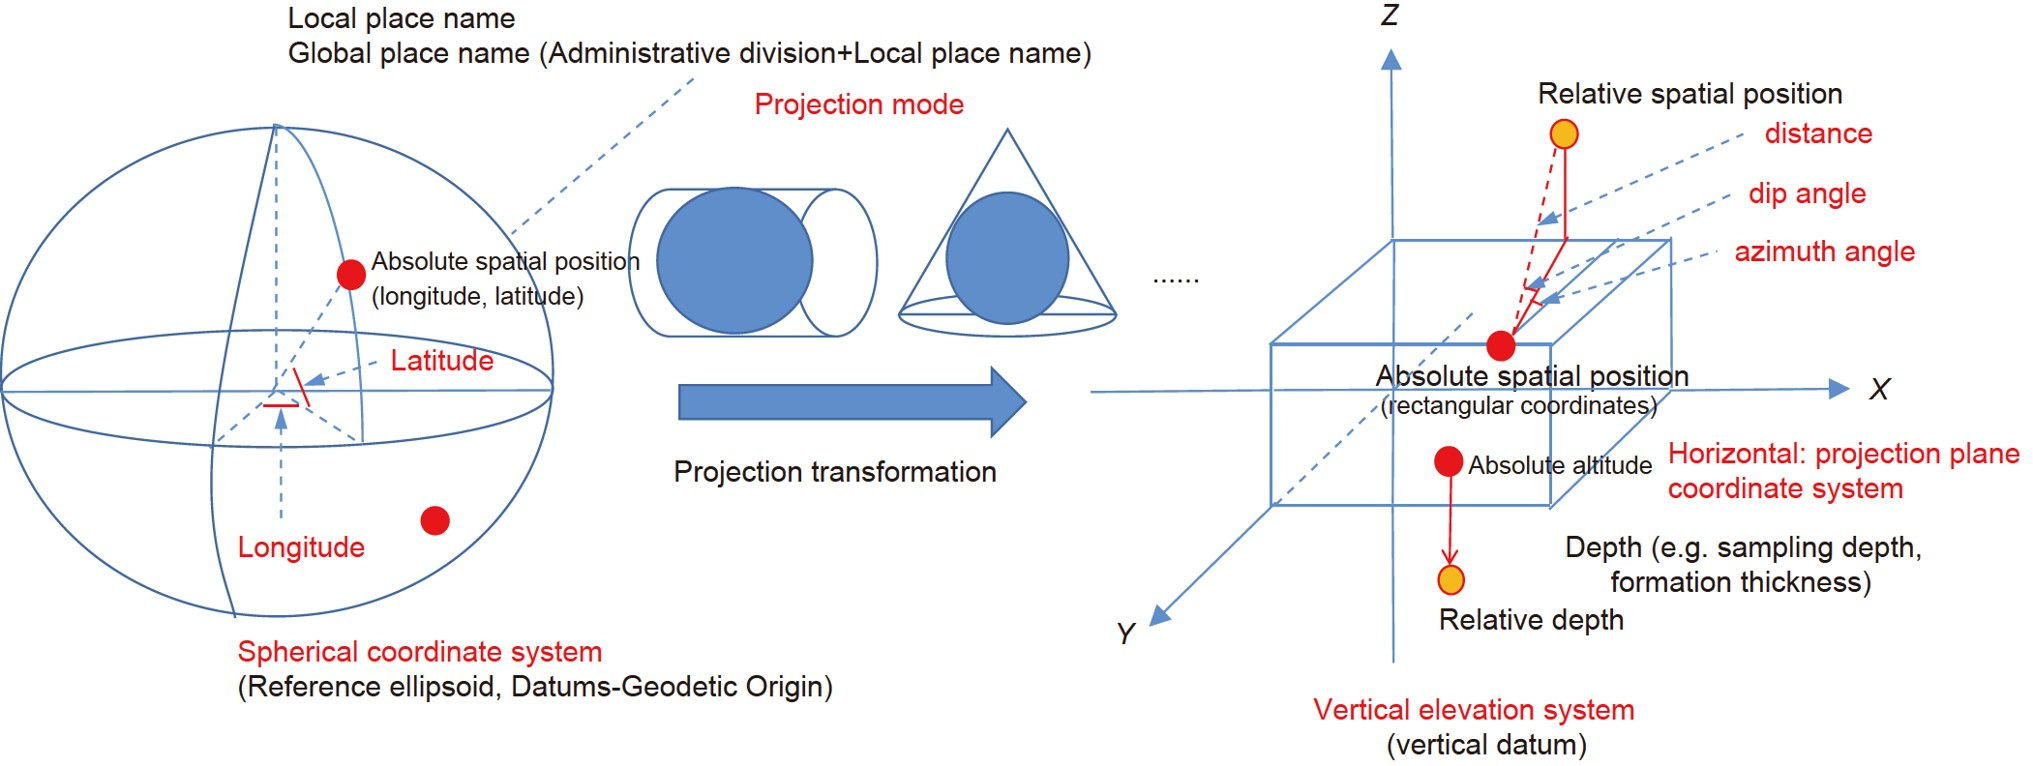 Local place name
Global place name (Administrative division+Local place name)
Projection mode
Absolute spatial position
(longitude, latitude)
Latitude
Longitude
Spherical coordinate system
(Reference ellipsoid, Datums-Geodetic Origin)
......
Projection transformation
Z
Relative spatial position
distance
dip angle
azimuth angle
Absolute spatial position
(rectangular coordinates)
X
Absolute altitude
Horizontal: projection plane
coordinate system
Depth (e.g. sampling depth,
formation thickness)
Relative depth
Y
Vertical elevation system
(vertical datum)